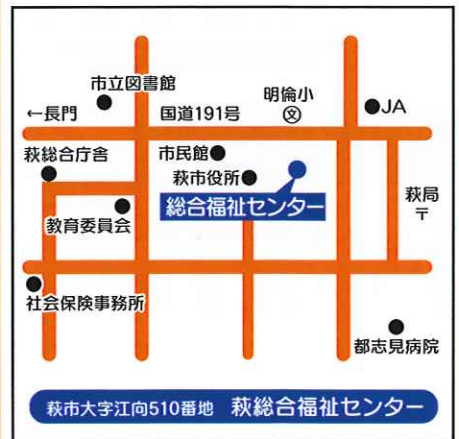 市立図書館
明倫小
文
JA
←長門
国道191号
萩総合庁舎
市民館
萩市役所
総合福祉センター
萩局
〒
教育委員会
社会保険事務所
都志見病院
萩市大字江向510番地 萩総合福祉センター